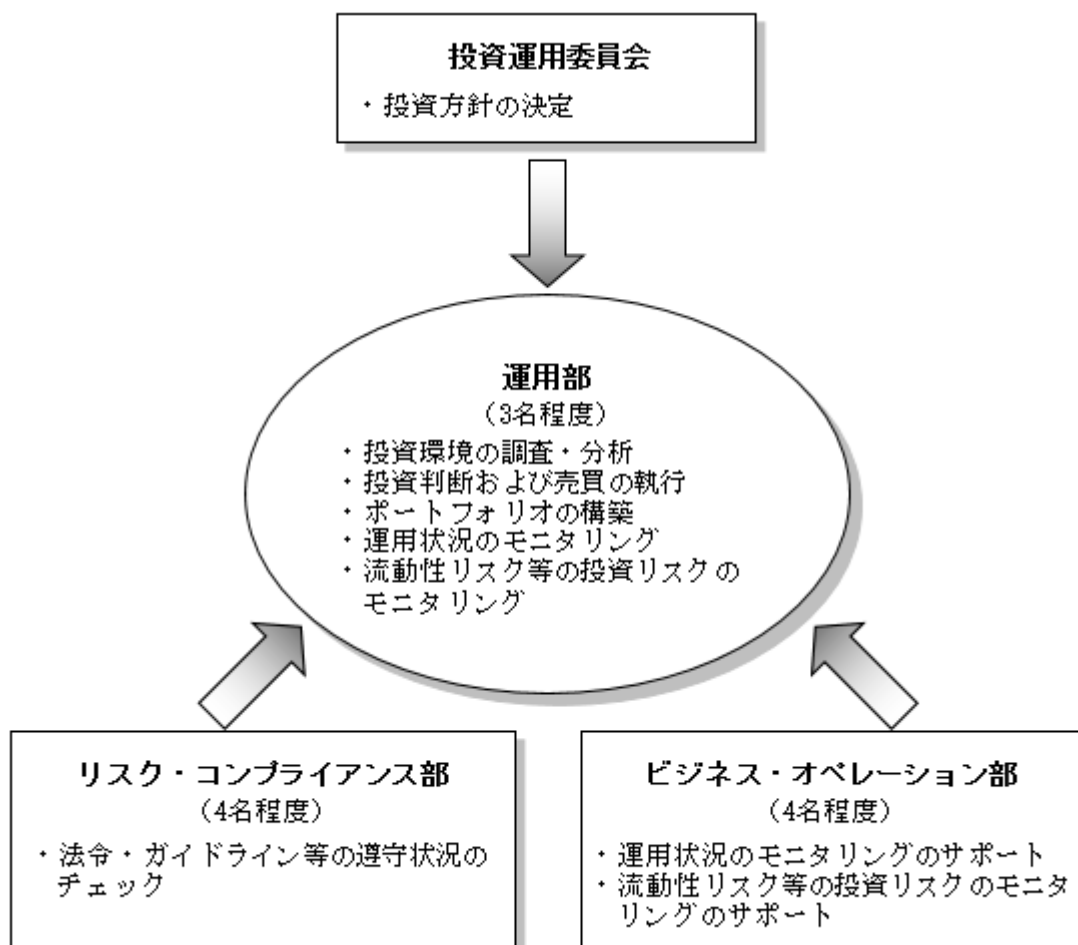 投資運用委員会
・投資方針の決定
運用部
(3名程度)
・投資環境の調査・分析
・投資判断および売買の執行
・ポートフォリオの構築
・運用状況のモニタリング
・流動性リスク等の投資リスクの
モニタリング
リスク・コンプライアンス部
(4名程度)
・法令・ガイドライン等の遵守状況の
チェック
ビジネス・オペレーション部
(4名程度)
・運用状況のモニタリングのサポート
・流動性リスク等の投資リスクのモニタ
リングのサポート